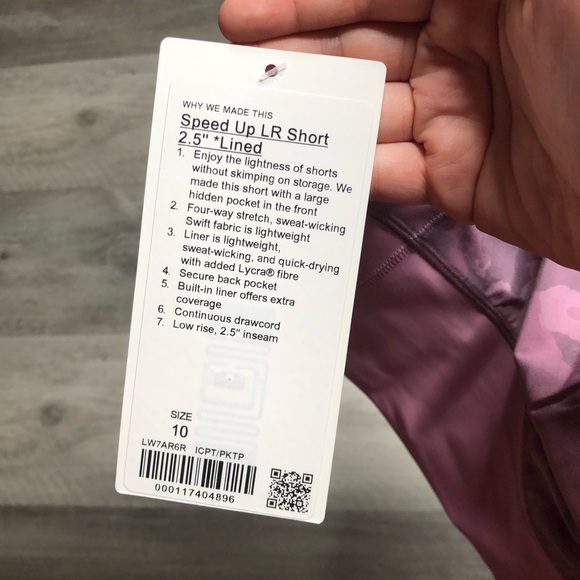 WHY WE MADE THIS
Speed Up LR Short
2.5" *Lined
1. Enjoy the lightness of shorts
without skimping on storage. We
made this short with a large
hidden pocket in the front
2. Four-way stretch, sweat-wicking
Swift fabric is lightweight
3. Liner is lightweight,
sweat-wicking, and quick-drying
with added Lycra® fibre
4. Secure back pocket
5. Built-in liner offers extra
coverage
6. Continuous drawcord
7. Low rise, 2.5" inseam
SIZE
10
LW7AR6R ICPT/PKTP
000117404896